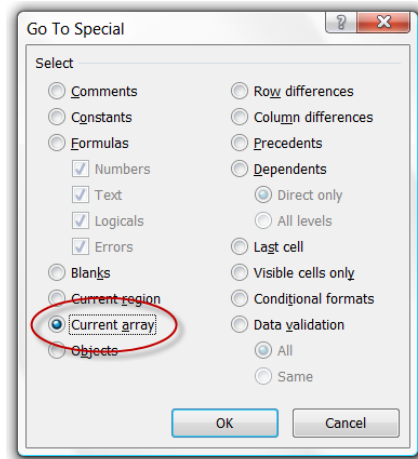 Go To Special
Select
Comments
Constants
Formulas
Numbers
Text
Logicals
Errors
Blanks
Current region
Current array
Objects
Row differences
Column differences
Precedents
Dependents
Direct only
All levels
Last cell
Visible cells only
Conditional formats
Data validation
All
Same
OK
Cancel